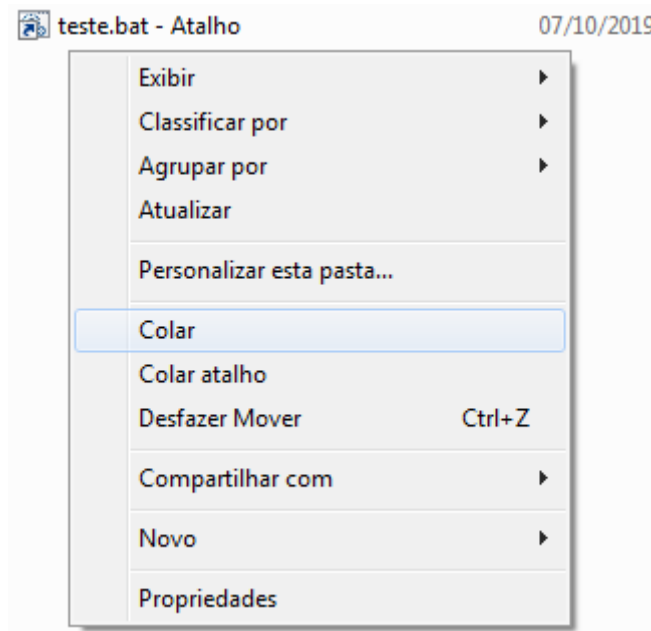 teste.bat - Atalho 07/10/2019
Exibir
Classificar por
Agrupar por
Atualizar
Personalizar esta pasta...
Colar
Colar atalho
Desfazer Mover Ctrl+Z
Compartilhar com
Novo
Propriedades